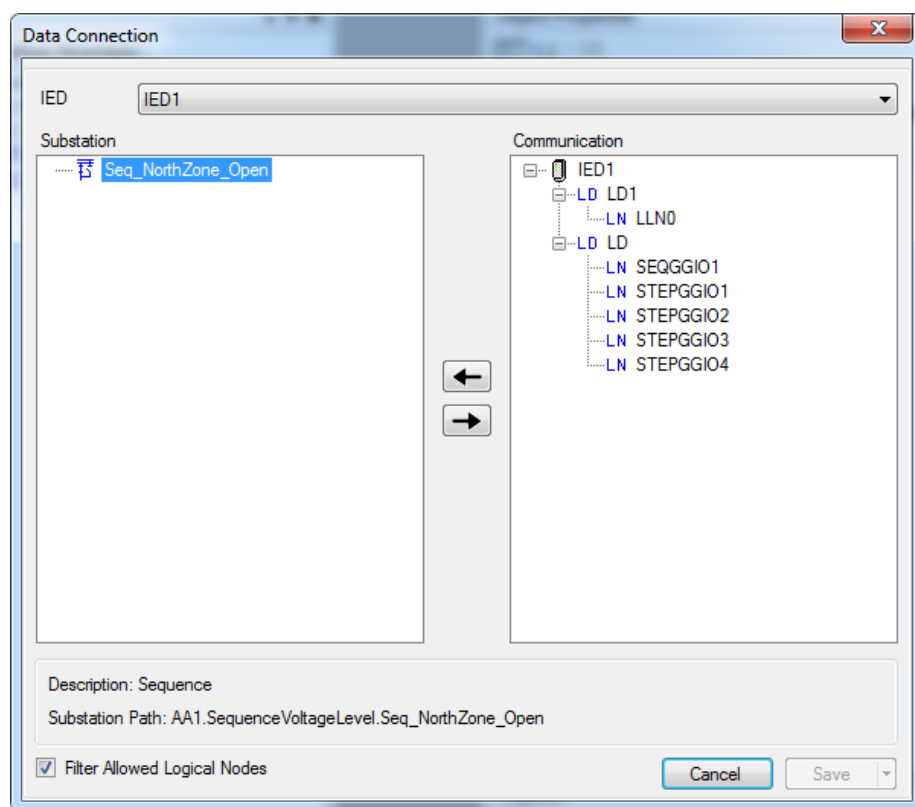 Data Connection
IED
IED1
Substation
Seq_NorthZone_Open
Communication
IED1
LD LD1
LN LLN0
LD LD
LN SEQGGIO1
LN STEPGGIO1
LN STEPGGIO2
LN STEPGGIO3
LN STEPGGIO4
Description: Sequence
Substation Path: AA1.SequenceVoltageLevel.Seq_NorthZone_Open
Filter Allowed Logical Nodes
Cancel
Save